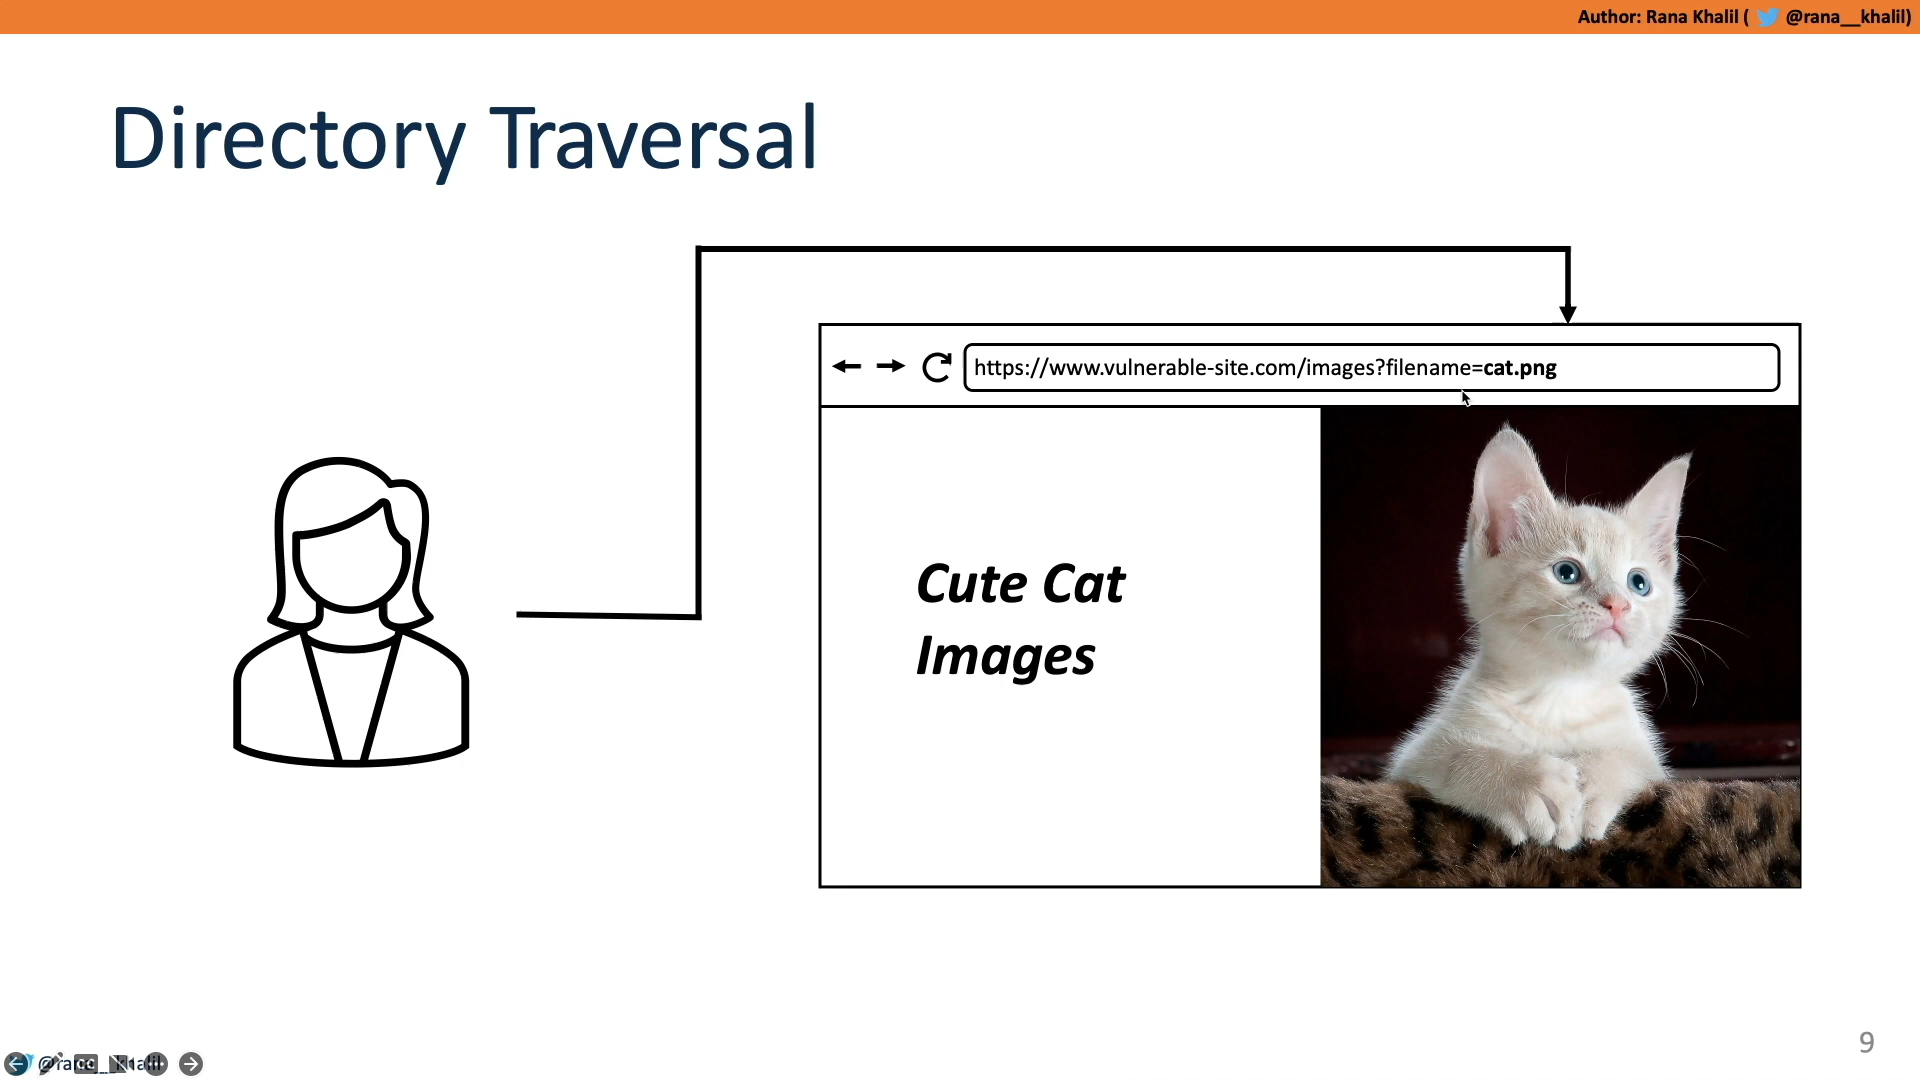 Author: Rana Khalil ( @rana__khalil)
Directory Traversal
https://www.vulnerable-site.com/images?filename=cat.png
Cute Cat
Images
9